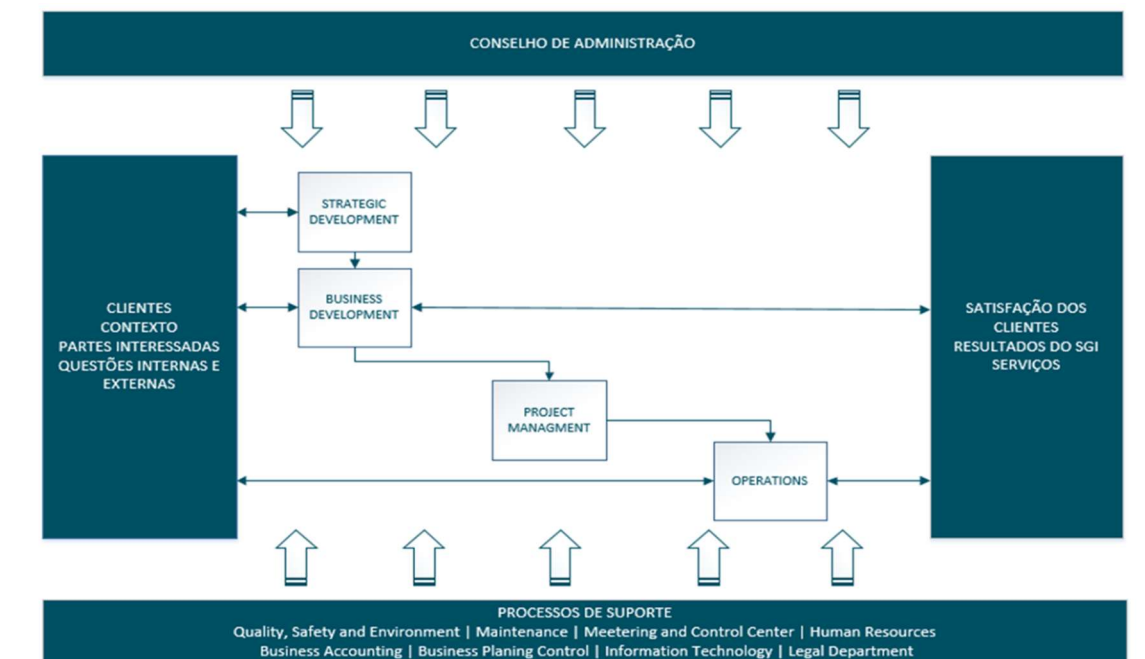 CONSELHO DE ADMINISTRAÇÃO
STRATEGIC
DEVELOPMENT
BUSINESS
DEVELOPMENT
CLIENTES
CONTEXTO
PARTES INTERESSADAS
QUESTÕES INTERNAS E
EXTERNAS
SATISFAÇÃO DOS
CLIENTES
RESULTADOS DO SGI
SERVIÇOS
PROJECT
MANAGMENT
OPERATIONS
PROCESSOS DE SUPORTE
Quality, Safety and Environment | Maintenance | Meetering and Control Center | Human Resources
Business Accounting | Business Planing Control | Information Technology | Legal Department